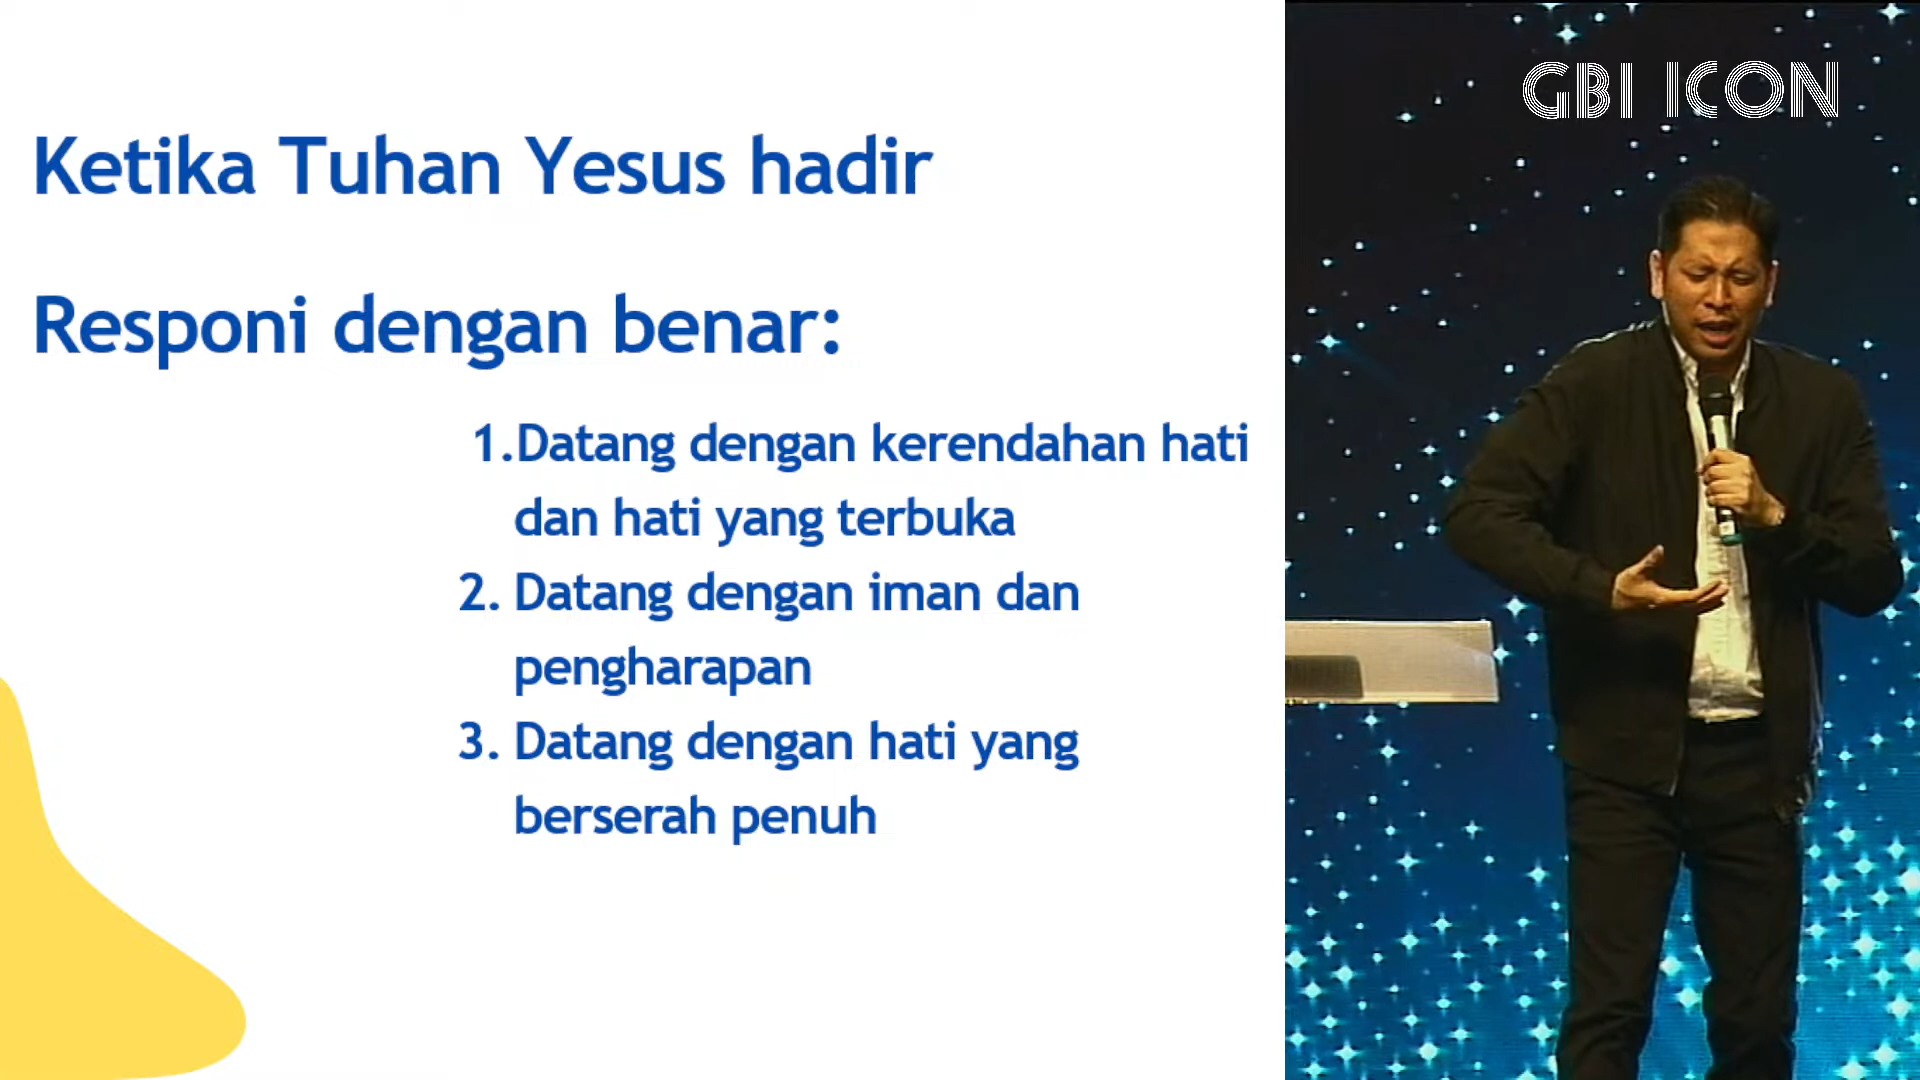 GBI ICON
Ketika Tuhan Yesus hadir
Responi dengan benar:
1.Datang dengan kerendahan hati
dan hati yang terbuka
2. Datang dengan iman dan
pengharapan
3. Datang dengan hati yang
berserah penuh